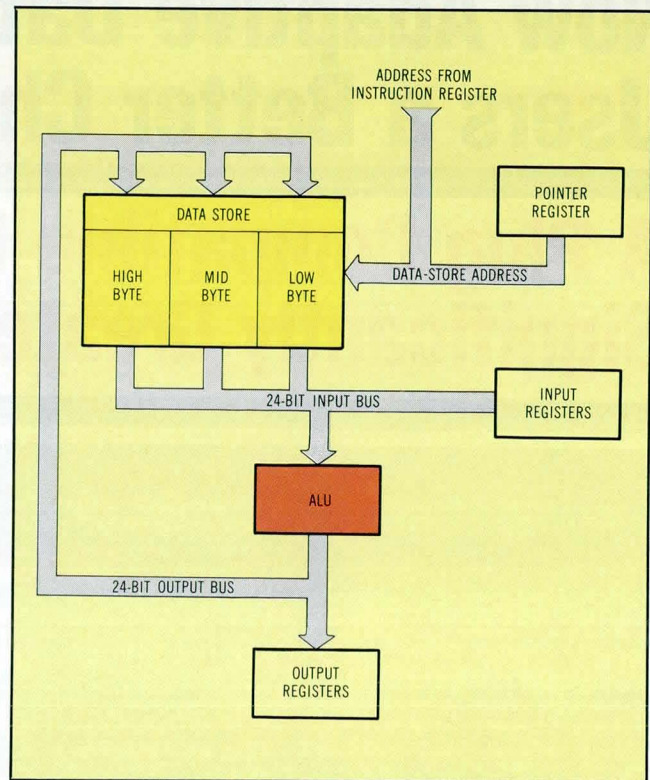 ADDRESS FROM
INSTRUCTION REGISTER
POINTER
REGISTER
DATA STORE
HIGH
BYTE
MID
BYTE
LOW
BYTE
DATA-STORE ADDRESS
24-BIT INPUT BUS
INPUT
REGISTERS
ALU
24-BIT OUTPUT BUS
OUTPUT
REGISTERS